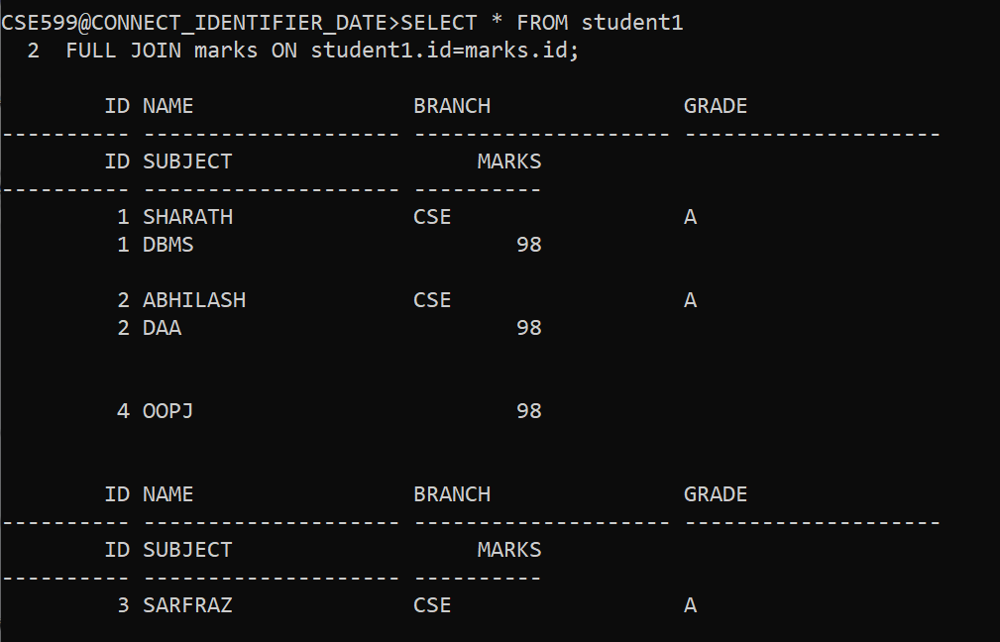 CSE599@CONNECT_IDENTIFIER_DATE>SELECT * FROM student1
  2  FULL JOIN marks ON student1.id=marks.id;

        ID NAME                 BRANCH               GRADE
---------- -------------------- -------------------- --------------------
        ID SUBJECT                   MARKS
---------- -------------------- ----------
         1 SHARATH              CSE                  A
         1 DBMS                         98

         2 ABHILASH             CSE                  A
         2 DAA                          98


         4 OOPJ                         98


        ID NAME                 BRANCH               GRADE
---------- -------------------- -------------------- --------------------
        ID SUBJECT                   MARKS
---------- -------------------- ----------
         3 SARFRAZ              CSE                  A